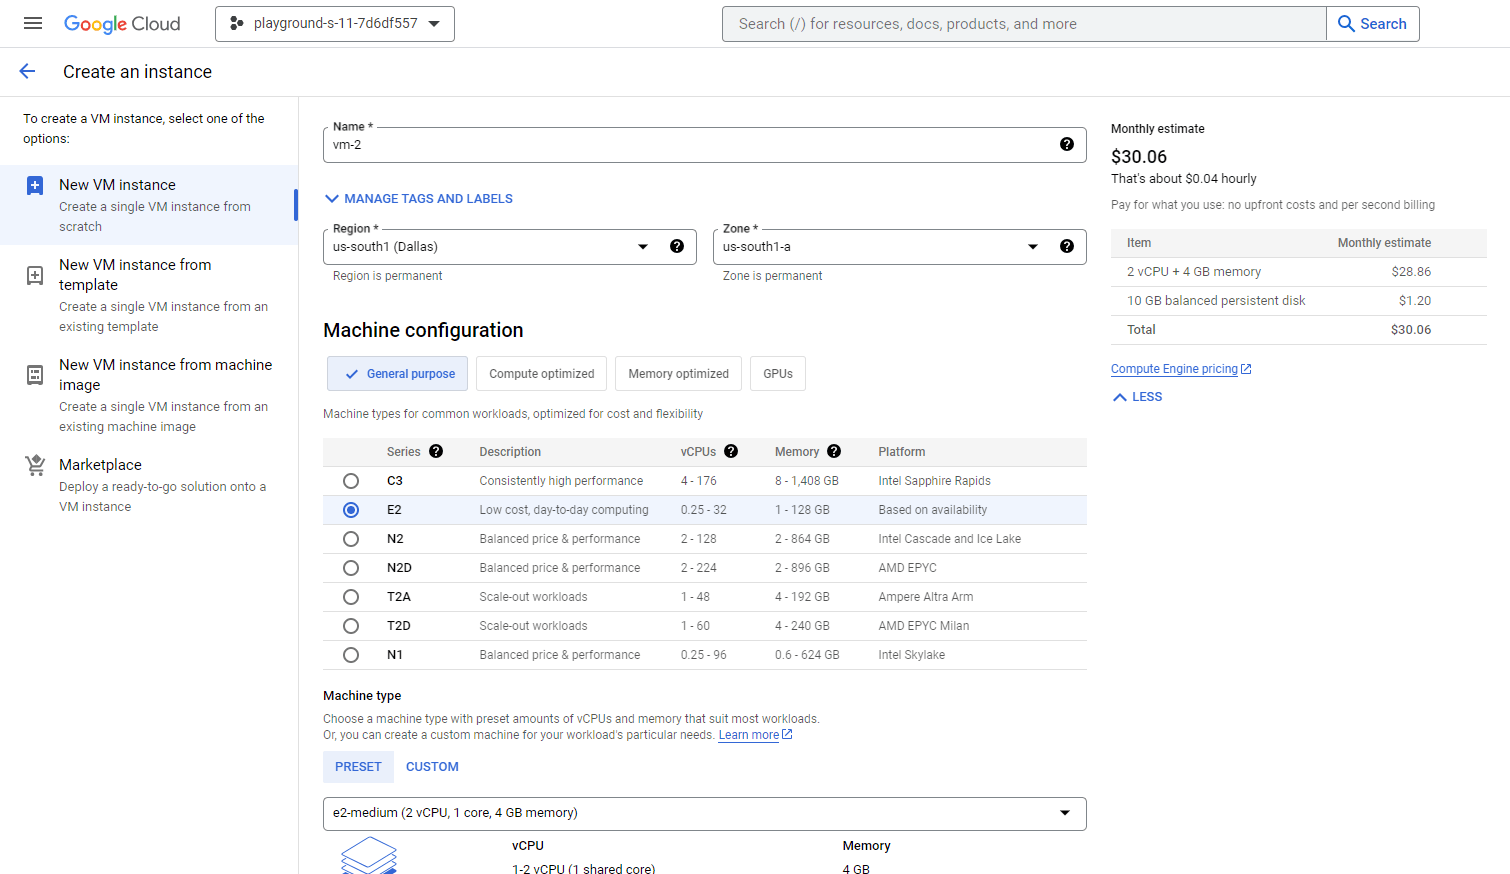 Google Cloud
playground-s-11-7d6df557
Search (/) for resources, docs, products, and more
Search
Create an instance
To create a VM instance, select one of the
options:
New VM instance
Create a single VM instance from
scratch
New VM instance from
template
Create a single VM instance from an
existing template
New VM instance from machine
image
Create a single VM instance from an
existing machine image
Marketplace
Deploy a ready-to-go solution onto a
VM instance
Name *
vm-2
MANAGE TAGS AND LABELS
Region *
us-south1 (Dallas)
Region is permanent
Zone *
us-south1-a
Zone is permanent
Machine configuration
General purpose
Compute optimized
Memory optimized
GPUs
Machine types for common workloads, optimized for cost and flexibility
Series Description vCPUs Memory Platform
C3 Consistently high performance 4 - 176 8 - 1,408 GB Intel Sapphire Rapids
E2 Low cost, day-to-day computing 0.25 - 32 1 - 128 GB Based on availability
N2 Balanced price & performance 2 - 128 2 - 864 GB Intel Cascade and Ice Lake
N2D Balanced price & performance 2 - 224 2 - 896 GB AMD EPYC
T2A Scale-out workloads 1 - 48 4 - 192 GB Ampere Altra Arm
T2D Scale-out workloads 1 - 60 4 - 240 GB AMD EPYC Milan
N1 Balanced price & performance 0.25 - 96 0.6 - 624 GB Intel Skylake
Machine type
Choose a machine type with preset amounts of vCPUs and memory that suit most workloads.
Or, you can create a custom machine for your workload's particular needs. Learn more
PRESET CUSTOM
e2-medium (2 vCPU, 1 core, 4 GB memory)
vCPU Memory
1-2 vCPU (1 shared core) 4 GB
Monthly estimate
$30.06
That's about $0.04 hourly
Pay for what you use: no upfront costs and per second billing
Item Monthly estimate
2 vCPU + 4 GB memory $28.86
10 GB balanced persistent disk $1.20
Total $30.06
Compute Engine pricing
LESS